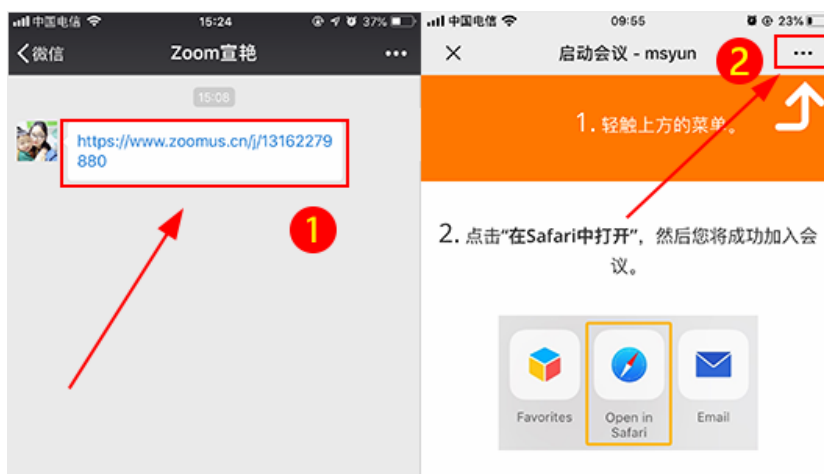 中国电信 15:24 37%
微信 Zoom宣艳 •••
15:08
https://www.zoomus.cn/j/13162279
880
1
中国电信 09:55 23%
× 启动会议 - msyun •••
2
1. 轻触上方的菜单。
2. 点击“在Safari中打开”，然后您将成功加入会
议。
Favorites
Open in
Safari
Email